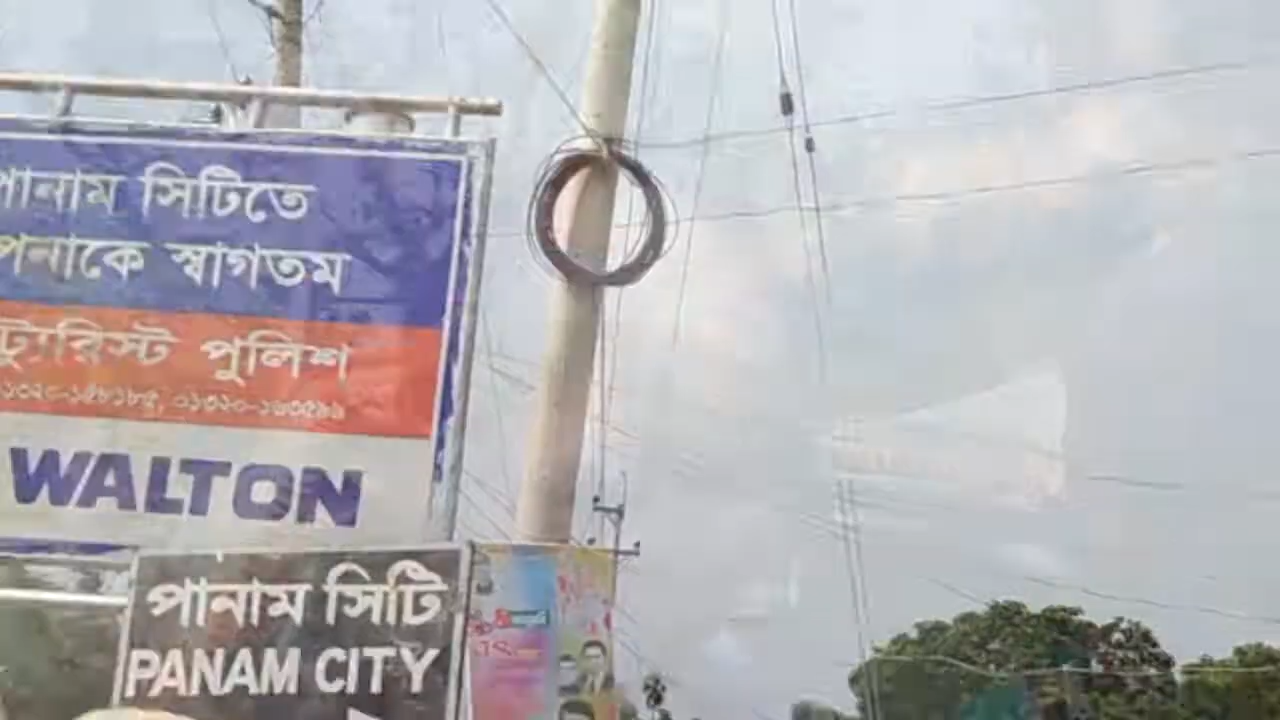 পানাম সিটিতে
পনাকে স্বাগতম
ট্যুরিস্ট পুলিশ
WALTON
পানাম সিটি
PANAM CITY